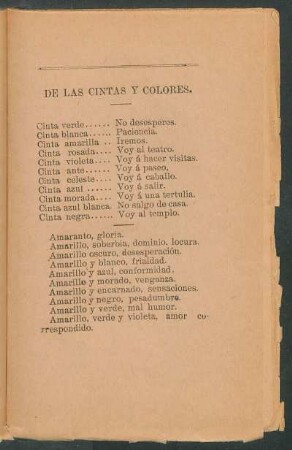 DE LAS CINTAS Y COLORES.
Cinta verde...... No desesperes.
Cinta blanca...... Paciencia.
Cinta amarilla .. Iremos.
Cinta rosada.... Voy al teatro.
Cinta violeta.... Voy á hacer visitas.
Cinta ante...... Voy á paseo.
Cinta celeste.... Voy á caballo.
Cinta azul ...... Voy á salir.
Cinta morada.... Voy á una tertulia.
Cinta azul blanca. No salgo de casa.
Cinta negra...... Voy al templo.
Amaranto, gloria.
Amarillo, soberbia, dominio, locura.
Amarillo oscuro, desesperación.
Amarillo y blanco, frialdad.
Amarillo y azul, conformidad.
Amarillo y morado, venganza.
Amarillo y encarnado, sensaciones.
Amarillo y negro, pesadumbre.
Amarillo y verde, mal humor.
Amarillo, verde y violeta, amor co-
rrespondido.